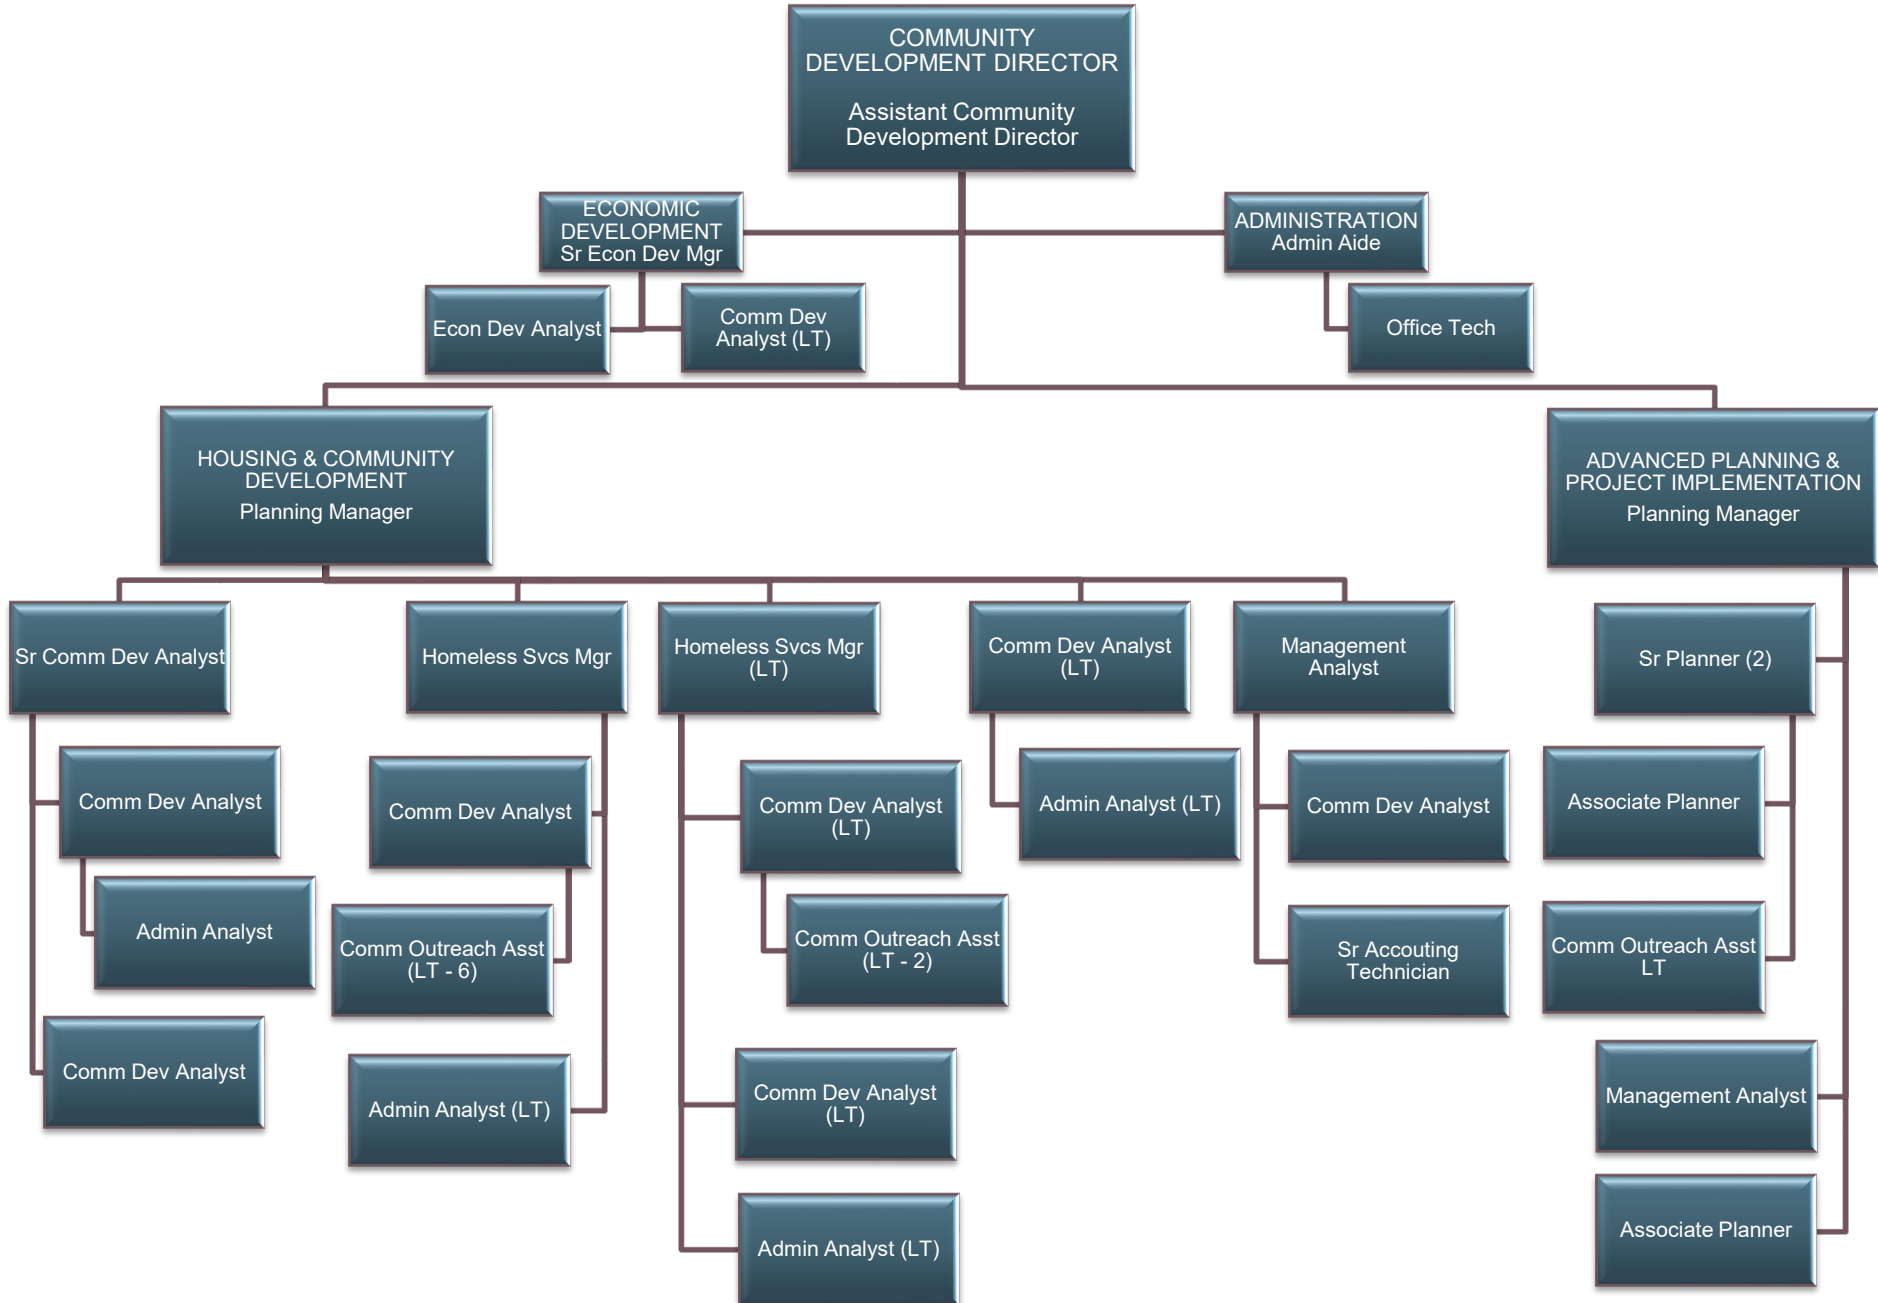 COMMUNITY
DEVELOPMENT DIRECTOR
Assistant Community
Development Director
ECONOMIC
DEVELOPMENT
Sr Econ Dev Mgr
ADMINISTRATION
Admin Aide
Econ Dev Analyst
Comm Dev
Analyst (LT)
Office Tech
HOUSING & COMMUNITY
DEVELOPMENT
Planning Manager
ADVANCED PLANNING &
PROJECT IMPLEMENTATION
Planning Manager
Sr Comm Dev Analyst
Homeless Svcs Mgr
Homeless Svcs Mgr
(LT)
Comm Dev Analyst
(LT)
Management
Analyst
Sr Planner (2)
Comm Dev Analyst
Comm Dev Analyst
Comm Dev Analyst
(LT)
Admin Analyst (LT)
Comm Dev Analyst
Associate Planner
Admin Analyst
Comm Outreach Asst
(LT - 6)
Comm Outreach Asst
(LT - 2)
Sr Accouting
Technician
Comm Outreach Asst
LT
Comm Dev Analyst
Admin Analyst (LT)
Comm Dev Analyst
(LT)
Management Analyst
Admin Analyst (LT)
Associate Planner